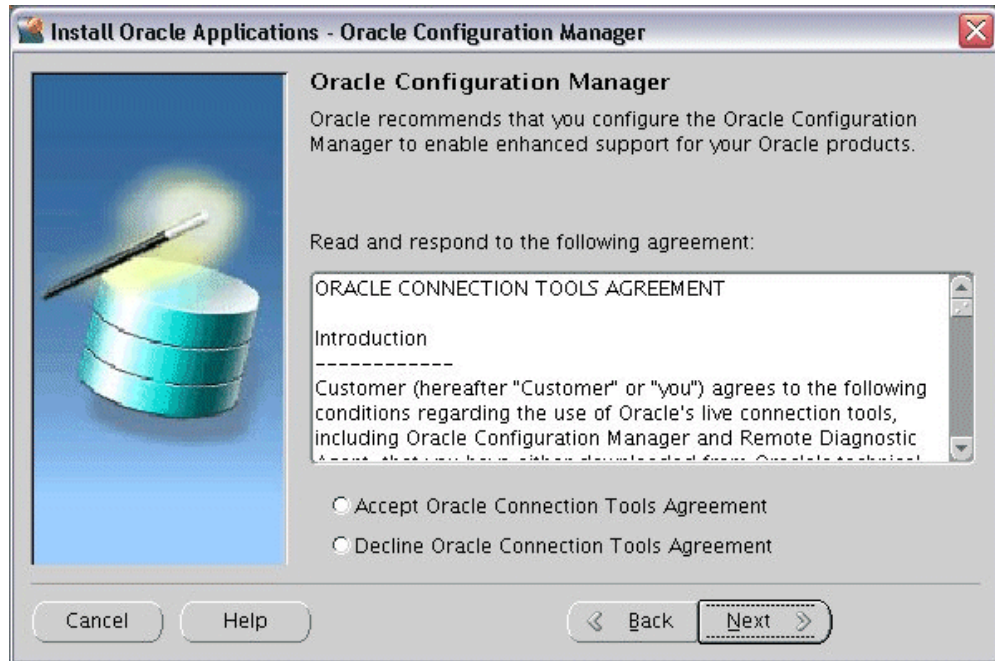 Install Oracle Applications - Oracle Configuration Manager
Oracle Configuration Manager
Oracle recommends that you configure the Oracle Configuration
Manager to enable enhanced support for your Oracle products.
Read and respond to the following agreement:
ORACLE CONNECTION TOOLS AGREEMENT
Introduction
------------
Customer (hereafter "Customer" or "you") agrees to the following
conditions regarding the use of Oracle's live connection tools,
including Oracle Configuration Manager and Remote Diagnostic
Accept Oracle Connection Tools Agreement
Decline Oracle Connection Tools Agreement
Cancel
Help
Back
Next